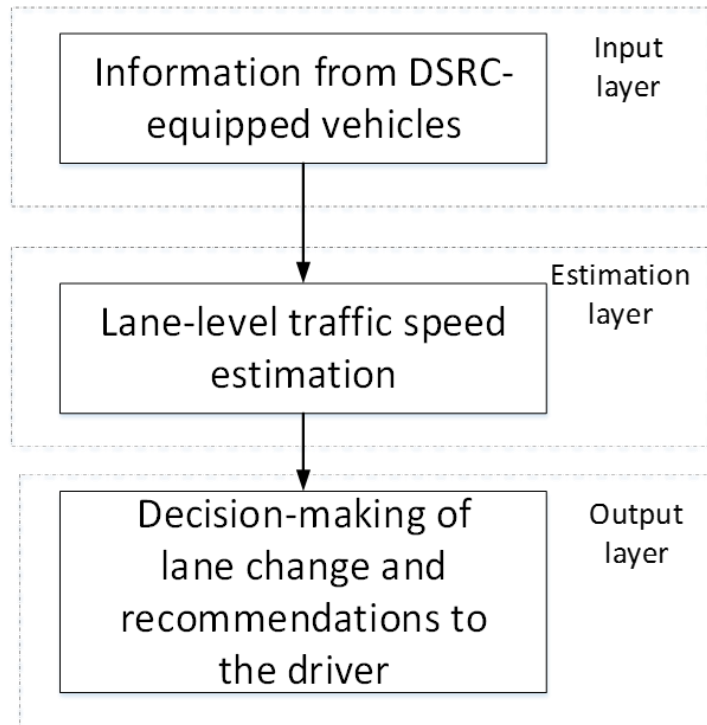 Information from DSRC-
equipped vehicles
Input
layer
Lane-level traffic speed
estimation
Estimation
layer
Decision-making of
lane change and
recommendations to
the driver
Output
layer